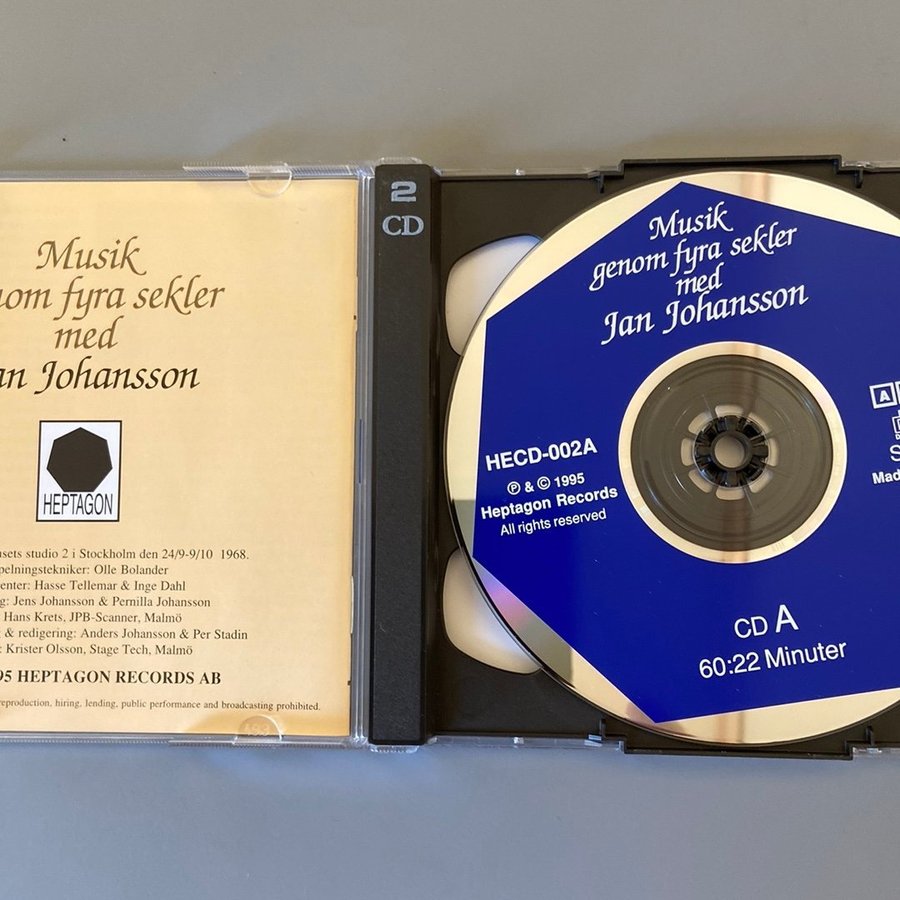 Musik
nom fyra sekler
med
an Johansson
HEPTAGON
usets studio 2 i Stockholm den 24/9-9/10 1968.
pelningstekniker: Olle Bolander
enter: Hasse Tellemar & Inge Dahl
g: Jens Johansson & Pernilla Johansson
Hans Krets, JPB-Scanner, Malmö
& redigering: Anders Johansson & Per Stadin
: Krister Olsson, Stage Tech, Malmö
95 HEPTAGON RECORDS AB
reproduction, hiring, lending, public performance and broadcasting prohibited.
2
CD
Musik
genom fyra sekler
med
Jan Johansson
HECD-002A
℗ & © 1995
Heptagon Records
All rights reserved
A
Made
CD A
60:22 Minuter